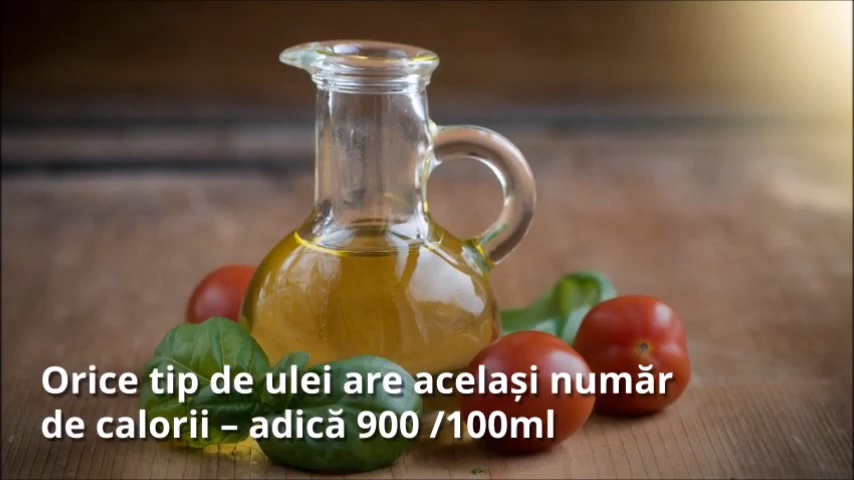 Orice tip de ulei are același număr
de calorii – adică 900 /100ml